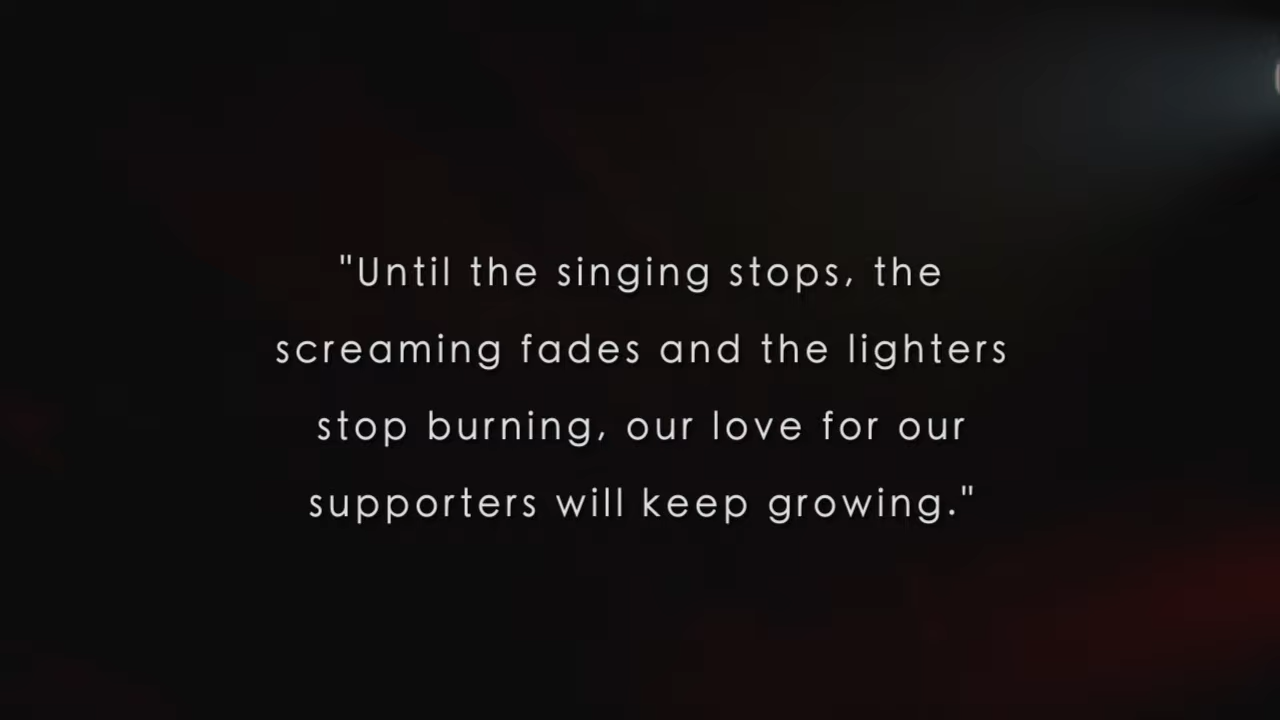 "Until the singing stops, the
screaming fades and the lighters
stop burning, our love for our
supporters will keep growing."